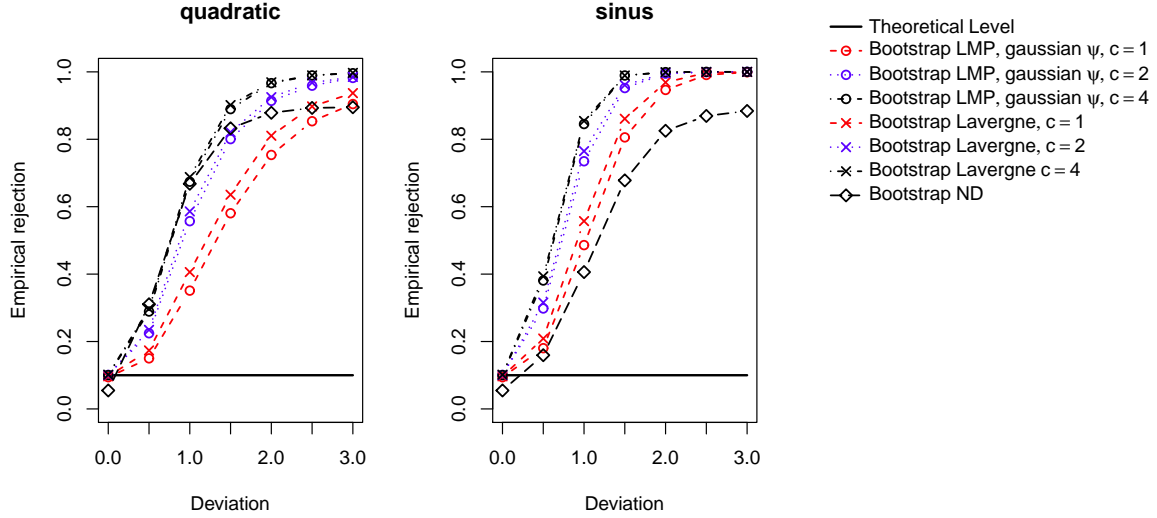 quadratic
Empirical rejection
1.0
0.8
0.6
0.4
0.2
0.0
0.0 1.0 2.0 3.0
Deviation
sinus
Empirical rejection
1.0
0.8
0.6
0.4
0.2
0.0
0.0 1.0 2.0 3.0
Deviation
Theoretical Level
Bootstrap LMP, gaussian ψ, c = 1
Bootstrap LMP, gaussian ψ, c = 2
Bootstrap LMP, gaussian ψ, c = 4
Bootstrap Lavergne, c = 1
Bootstrap Lavergne, c = 2
Bootstrap Lavergne c = 4
Bootstrap ND